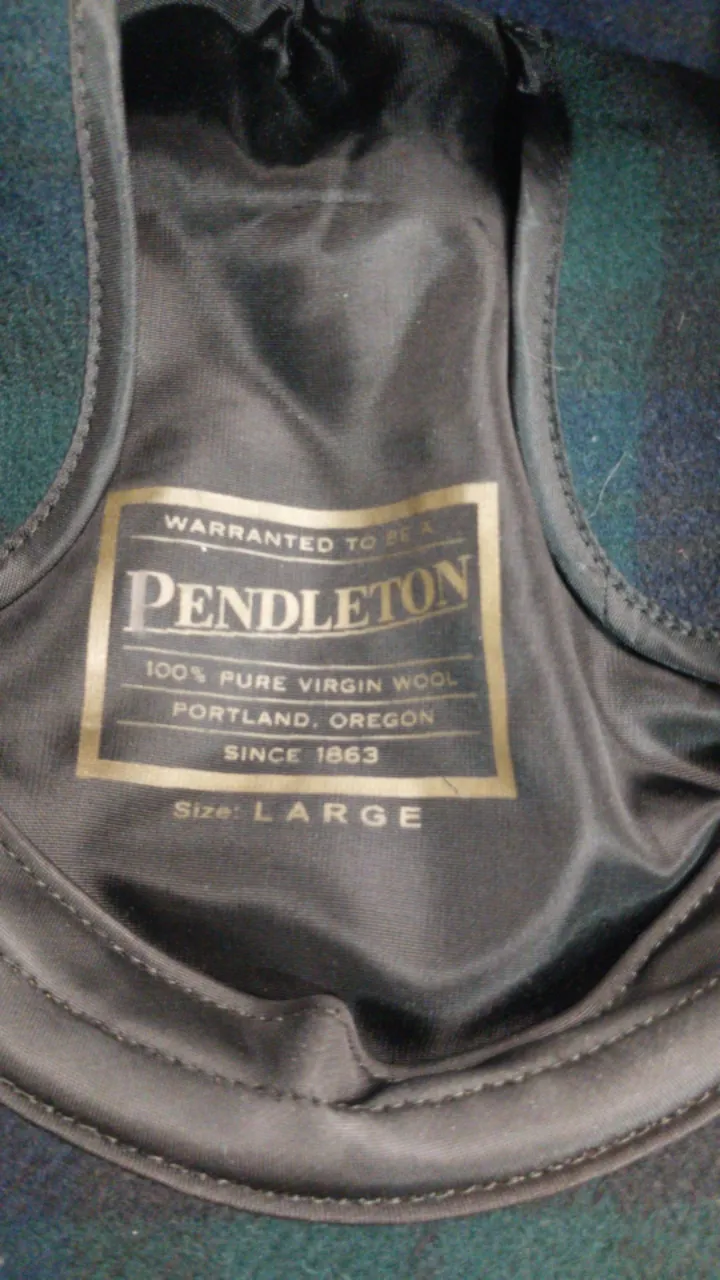 WARRANTED TO BE A
PENDLETON
100% PURE VIRGIN WOOL
PORTLAND, OREGON
SINCE 1863
Size: LARGE